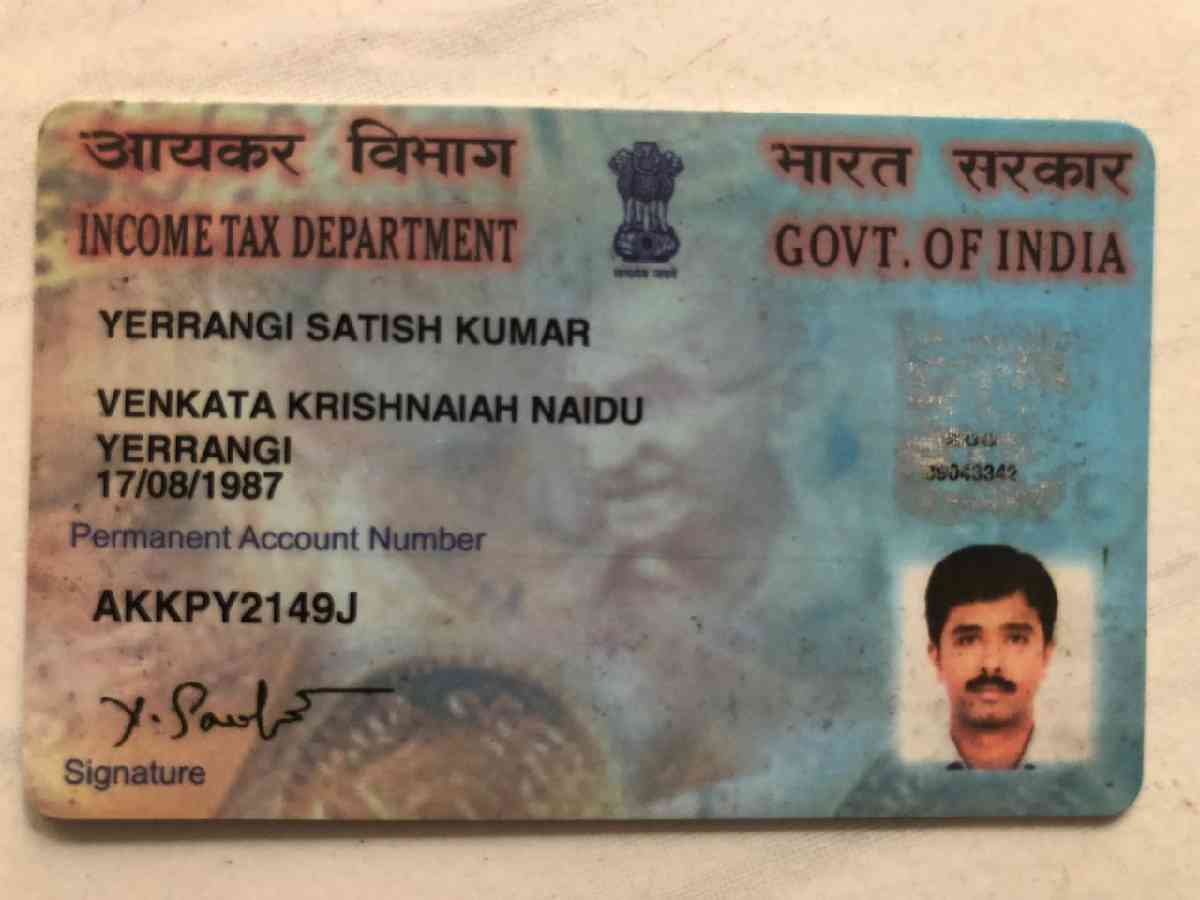 आयकर विभाग
भारत सरकार
INCOME TAX DEPARTMENT
GOVT. OF INDIA
YERRANGI SATISH KUMAR
VENKATA KRISHNAIAH NAIDU
YERRANGI
17/08/1987
Permanent Account Number
AKKPY2149J
Signature